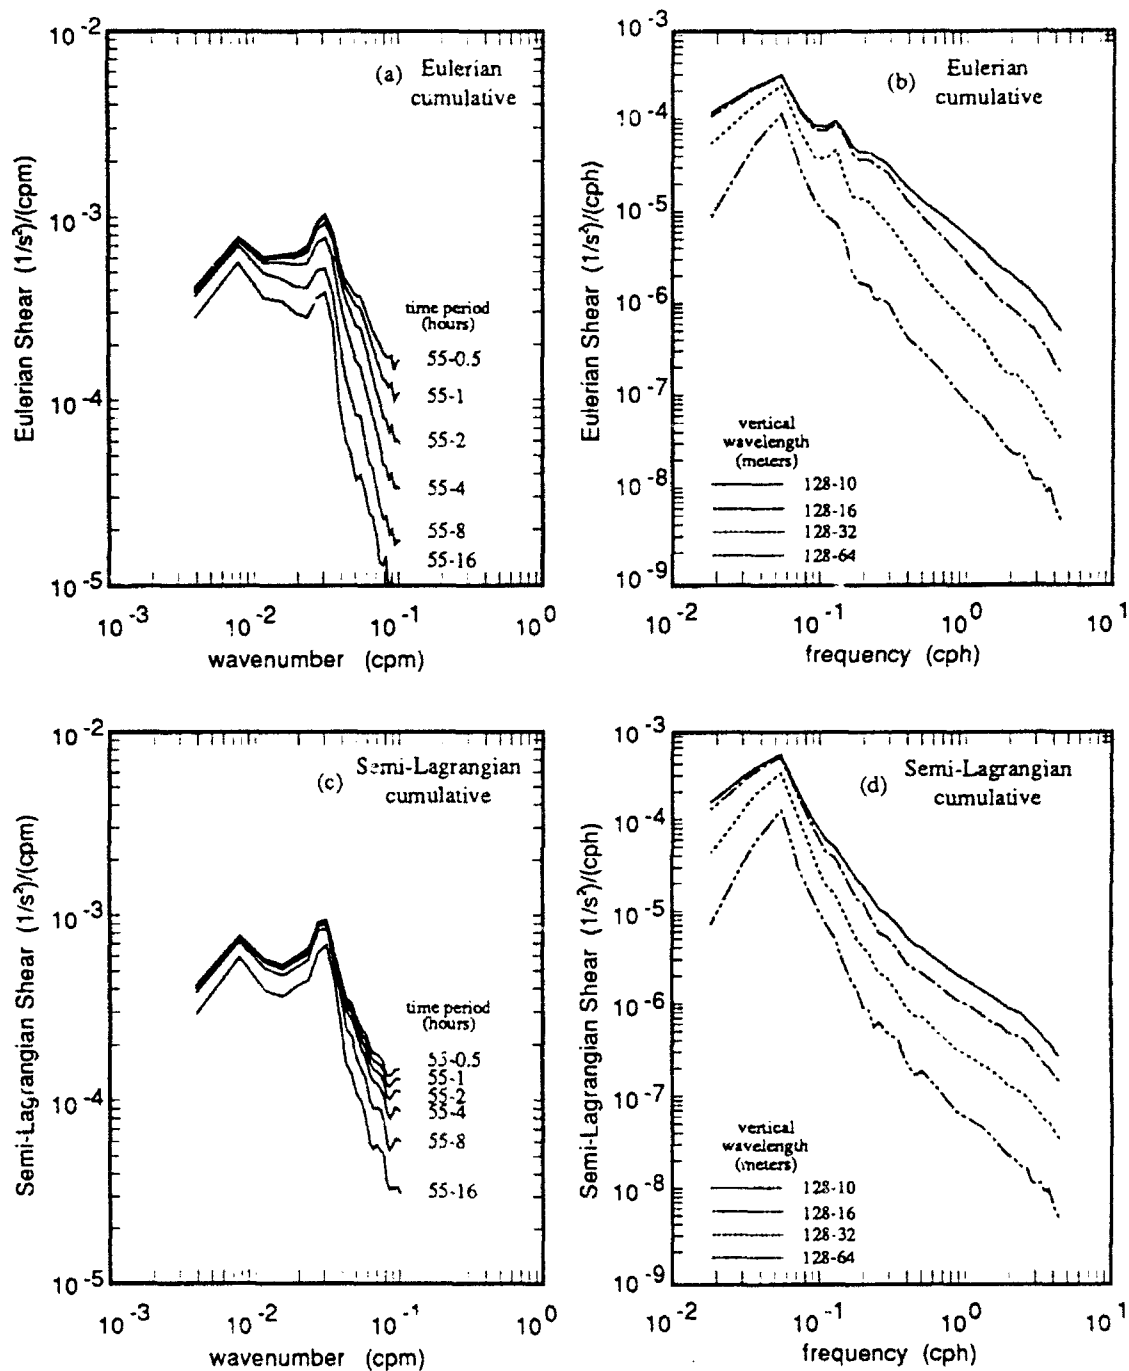 10⁻²
(a) Eulerian
cumulative
10⁻³
10⁻⁴
10⁻⁵
Eulerian Shear (1/s²)/(cpm)
time period
(hours)
55-0.5
55-1
55-2
55-4
55-8
55-16
10⁻³ 10⁻² 10⁻¹ 10⁰
wavenumber (cpm)
10⁻³
(b) Eulerian
cumulative
10⁻⁴
10⁻⁵
10⁻⁶
10⁻⁷
10⁻⁸
10⁻⁹
Eulerian Shear (1/s²)/(cph)
vertical
wavelength
(meters)
128-10
128-16
128-32
128-64
10⁻² 10⁻¹ 10⁰ 10¹
frequency (cph)
10⁻²
(c) Semi-Lagrangian
cumulative
10⁻³
10⁻⁴
10⁻⁵
Semi-Lagrangian Shear (1/s²)/(cpm)
time period
(hours)
55-0.5
55-1
55-2
55-4
55-8
55-16
10⁻³ 10⁻² 10⁻¹ 10⁰
wavenumber (cpm)
10⁻³
(d) Semi-Lagrangian
cumulative
10⁻⁴
10⁻⁵
10⁻⁶
10⁻⁷
10⁻⁸
10⁻⁹
Semi-Lagrangian Shear (1/s²)/(cph)
vertical
wavelength
(meters)
128-10
128-16
128-32
128-64
10⁻² 10⁻¹ 10⁰ 10¹
frequency (cph)